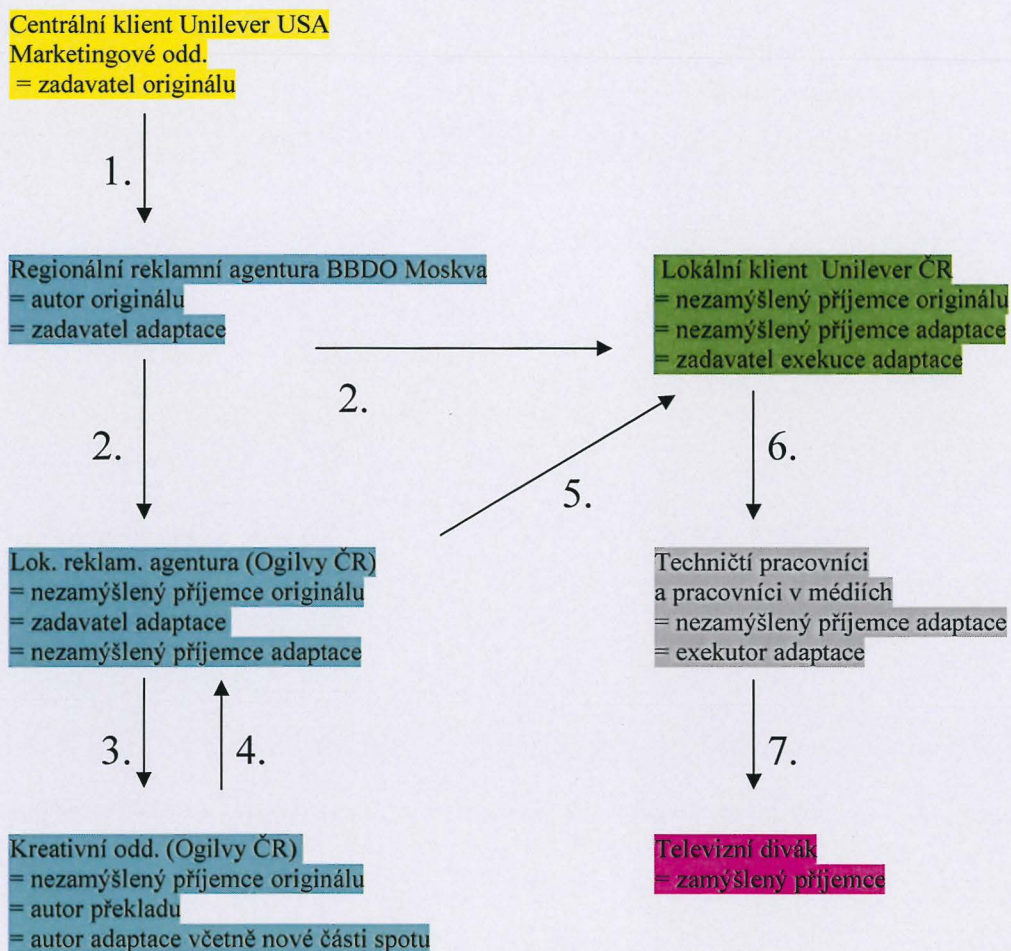 Centrální klient Unilever USA
Marketingové odd.
= zadavatel originálu
1.
Regionální reklamní agentura BBDO Moskva
= autor originálu
= zadavatel adaptace
Lokální klient Unilever ČR
= nezamýšlený příjemce originálu
= nezamýšlený příjemce adaptace
= zadavatel exekuce adaptace
2.
2.
5.
6.
Lok. reklam. agentura (Ogilvy ČR)
= nezamýšlený příjemce originálu
= zadavatel adaptace
= nezamýšlený příjemce adaptace
Techničtí pracovníci
a pracovníci v médiích
= nezamýšlený příjemce adaptace
= exekutor adaptace
3.
4.
7.
Kreativní odd. (Ogilvy ČR)
= nezamýšlený příjemce originálu
= autor překladu
= autor adaptace včetně nové části spotu
Televizní divák
= zamýšlený příjemce